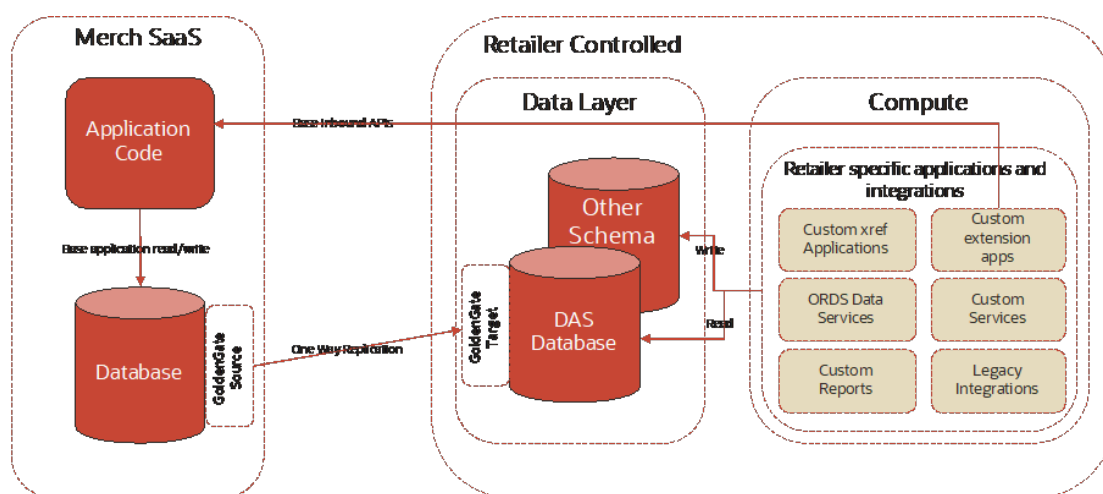 Merch SaaS
Retailer Controlled
Data Layer
Compute
Application
Code
Base Inbound APIs
Retailer specific applications and
integrations
Other
Schema
Custom xref
Applications
Custom
extension
apps
Base application read/write
Write
GoldenGate
Target
DAS
Database
ORDS Data
Services
Custom
Services
Read
Database
GoldenGate
Source
One Way Replication
Custom
Reports
Legacy
Integrations